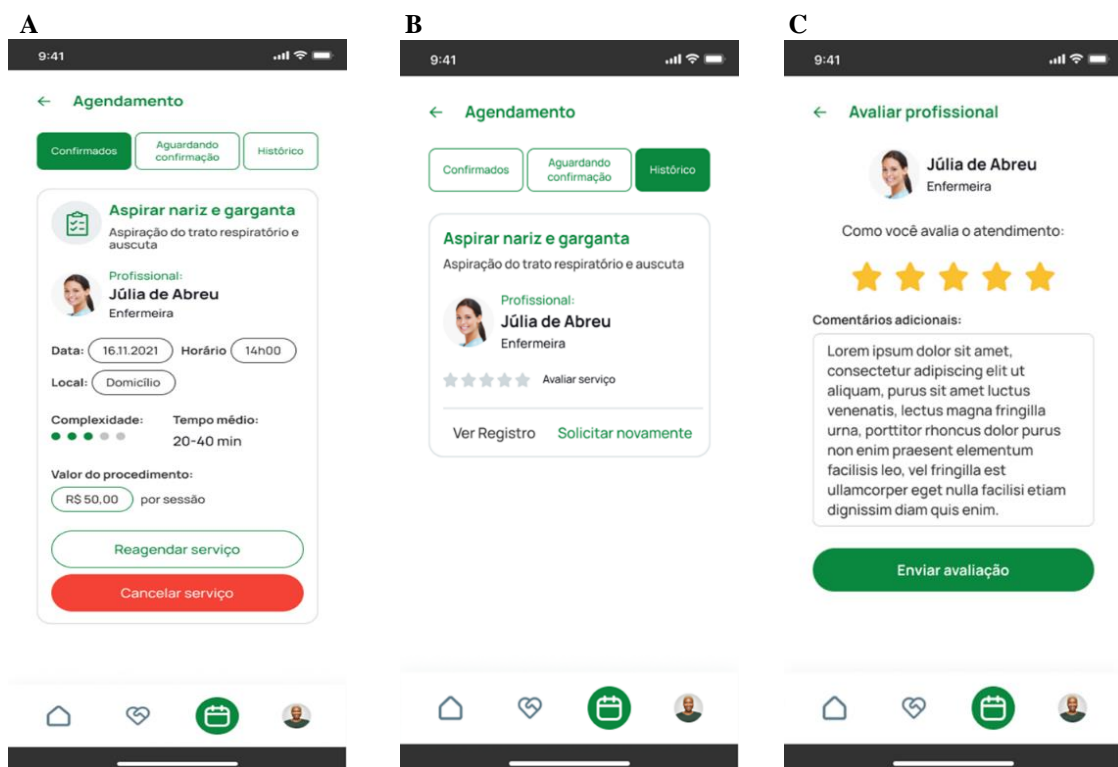 A
9:41
Agendamento
Confirmados
Aguardando
confirmação
Histórico
Aspirar nariz e garganta
Aspiração do trato respiratório e
auscuta
Profissional:
Júlia de Abreu
Enfermeira
Data: 16.11.2021 Horário 14h00
Local: Domicílio
Complexidade: Tempo médio:
20-40 min
Valor do procedimento:
R$ 50,00 por sessão
Reagendar serviço
Cancelar serviço
B
9:41
Agendamento
Confirmados
Aguardando
confirmação
Histórico
Aspirar nariz e garganta
Aspiração do trato respiratório e auscuta
Profissional:
Júlia de Abreu
Enfermeira
Avaliar serviço
Ver Registro Solicitar novamente
C
9:41
Avaliar profissional
Júlia de Abreu
Enfermeira
Como você avalia o atendimento:
Comentários adicionais:
Lorem ipsum dolor sit amet,
consectetur adipiscing elit ut
aliquam, purus sit amet luctus
venenatis, lectus magna fringilla
urna, porttitor rhoncus dolor purus
non enim praesent elementum
facilisis leo, vel fringilla est
ullamcorper eget nulla facilisi etiam
dignissim diam quis enim.
Enviar avaliação